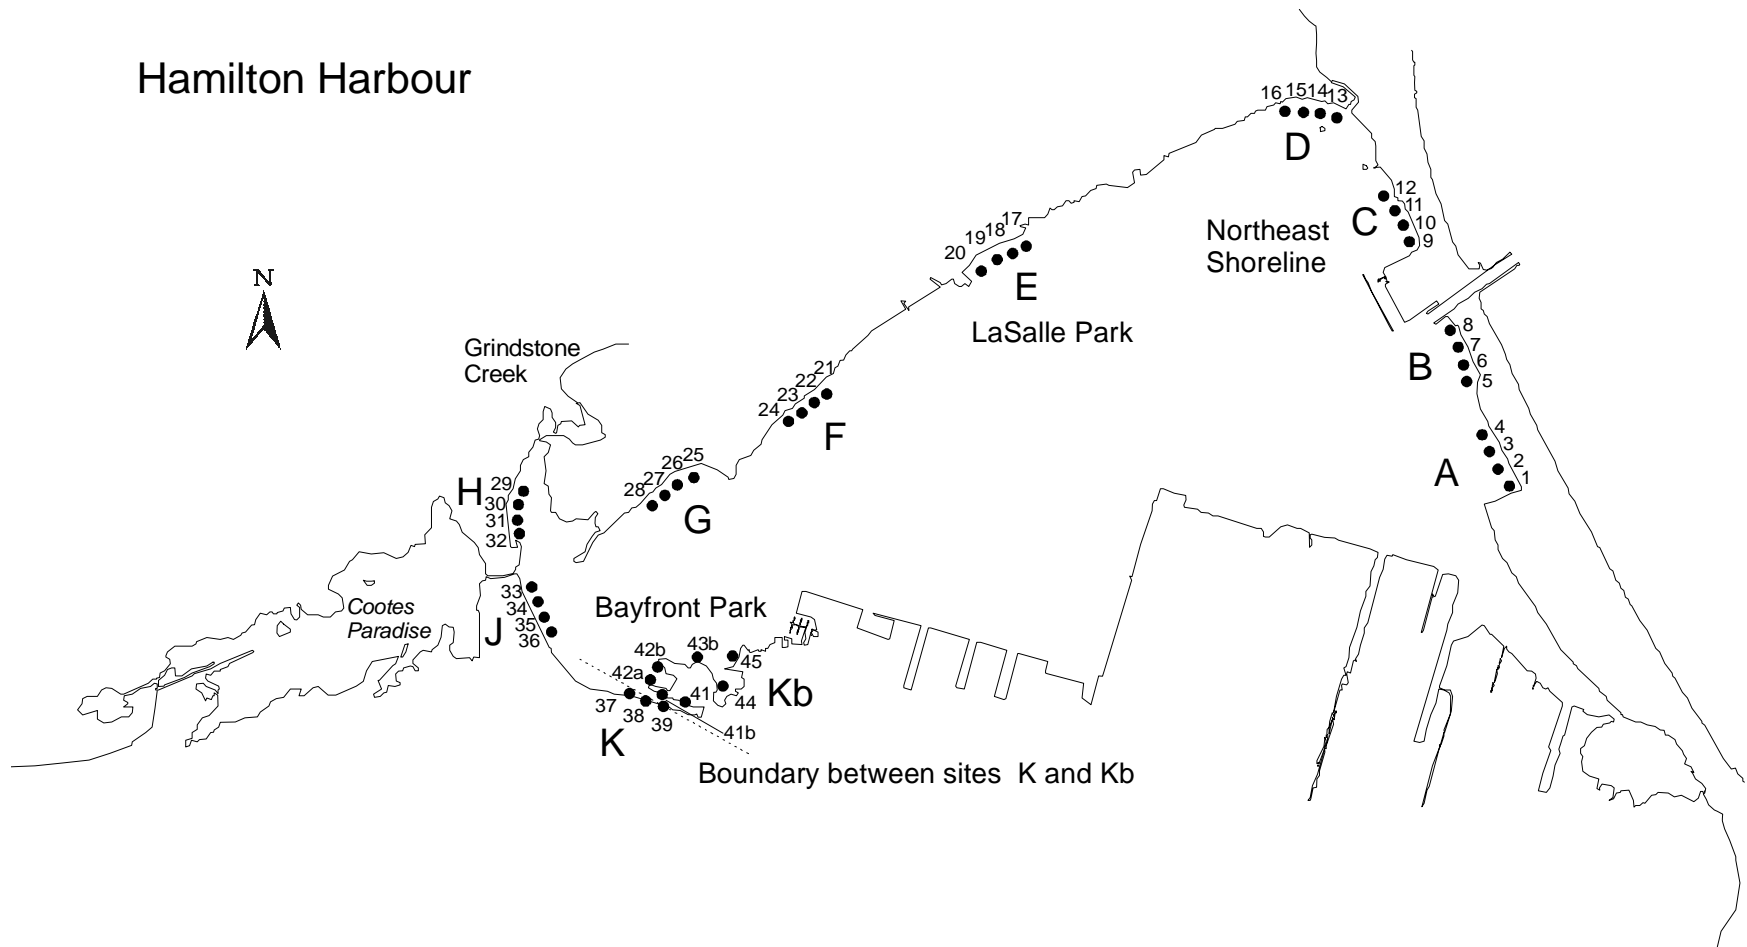 Hamilton Harbour
16 15 14 13
D
12
11
10
9
C
Northeast
Shoreline
17
18
19
20
E
LaSalle Park
N
8
7
6
5
B
Grindstone
Creek
21
22
23
24
F
4
3
2
1
A
25
26
27
28
G
H
29
30
31
32
Cootes
Paradise
33
34
35
36
J
Bayfront Park
42b
43b
45
42a
41
44
Kb
37
38
39
41b
K
Boundary between sites K and Kb